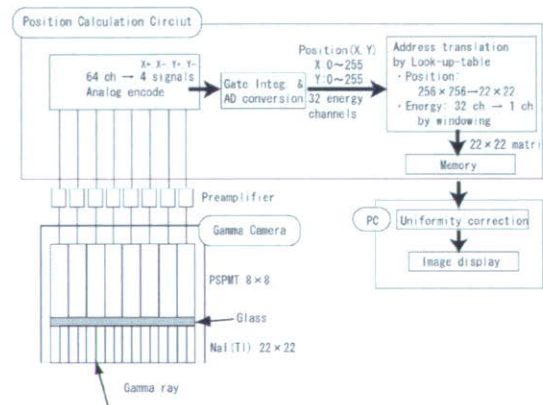 Position Calculation Circiut
X+ X- Y+ Y-
64 ch → 4 signals
Analog encode
Gate Integ. &
AD conversion
Position(X, Y)
X:0~255
Y:0~255
32 energy
channels
Address translation
by Look-up-table
・Position:
256×256→22×22
・Energy: 32 ch → 1 ch
by windowing
22×22 matri
Memory
Preamplifier
Gamma Camera
PSPMT 8×8
Glass
NaI(Tl) 22×22
Gamma ray
PC
Uniformity correction
Image display